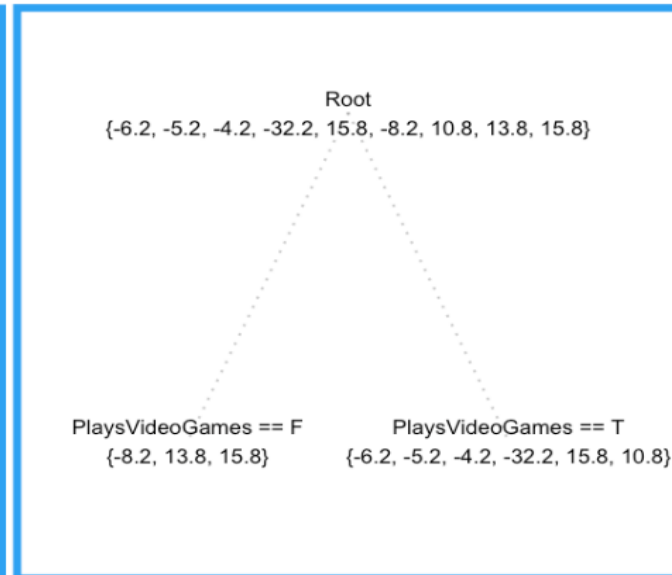 Root
{-6.2, -5.2, -4.2, -32.2, 15.8, -8.2, 10.8, 13.8, 15.8}
PlaysVideoGames == F
PlaysVideoGames == T
{-8.2, 13.8, 15.8}
{-6.2, -5.2, -4.2, -32.2, 15.8, 10.8}